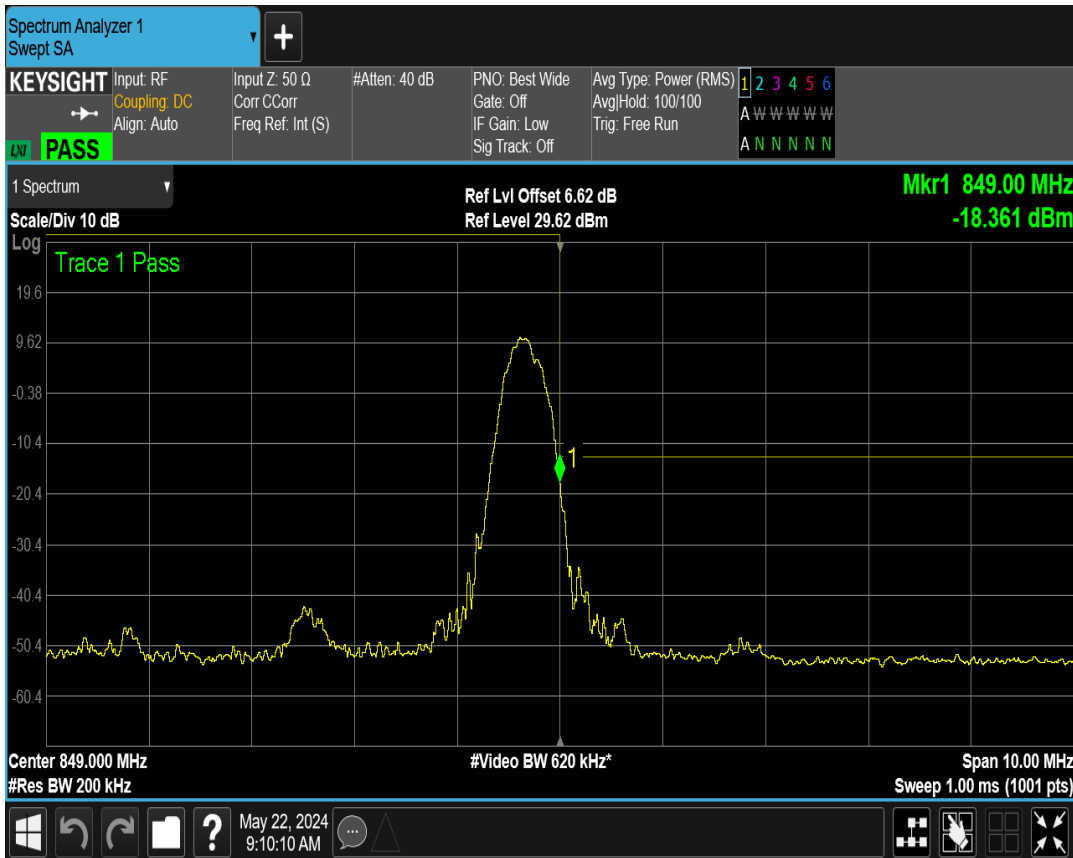 Spectrum Analyzer 1
Swept SA
+
KEYSIGHT
LXI PASS
Input: RF
Coupling: DC
Align: Auto
Input Z: 50 Ω
Corr CCorr
Freq Ref: Int (S)
#Atten: 40 dB
PNO: Best Wide
Gate: Off
IF Gain: Low
Sig Track: Off
Avg Type: Power (RMS)
Avg|Hold: 100/100
Trig: Free Run
1 2 3 4 5 6
A W W W W W
A N N N N N
1 Spectrum
Scale/Div 10 dB
Ref Lvl Offset 6.62 dB
Ref Level 29.62 dBm
Mkr1 849.00 MHz
-18.361 dBm
Log
Trace 1 Pass
19.6
9.62
-0.38
-10.4
1
-20.4
-30.4
-40.4
-50.4
-60.4
Center 849.000 MHz
#Res BW 200 kHz
#Video BW 620 kHz*
Span 10.00 MHz
Sweep 1.00 ms (1001 pts)
?
May 22, 2024
9:10:10 AM